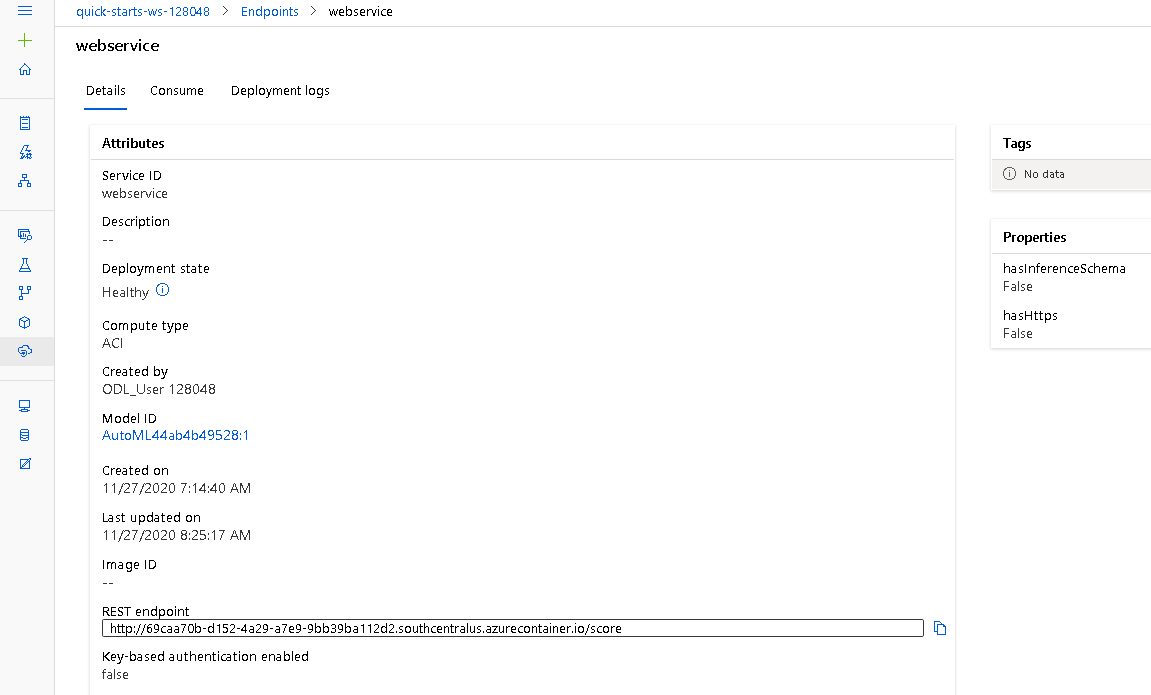 quick-starts-ws-128048 > Endpoints > webservice
webservice
Details Consume Deployment logs
Attributes
Service ID
webservice
Description
--
Deployment state
Healthy
Compute type
ACI
Created by
ODL_User 128048
Model ID
AutoML44ab4b49528:1
Created on
11/27/2020 7:14:40 AM
Last updated on
11/27/2020 8:25:17 AM
Image ID
--
REST endpoint
http://69caa70b-d152-4a29-a7e9-9bb39ba112d2.southcentralus.azurecontainer.io/score
Key-based authentication enabled
false
Tags
No data
Properties
hasInferenceSchema
False
hasHttps
False